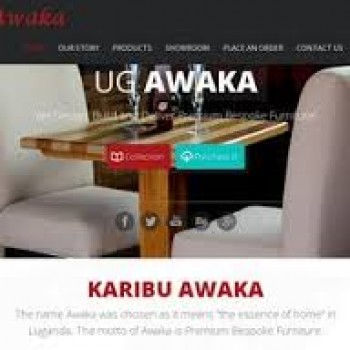 Awaka
HOME OUR STORY PRODUCTS SHOWROOM PLACE AN ORDER CONTACT US
UG AWAKA
We Design, Build and Deliver Premium Bespoke Furniture
Collection Purchase it
KARIBU AWAKA
The name Awaka was chosen as it means "the essence of home" in
Luganda. The motto of Awaka is Premium Bespoke Furniture.